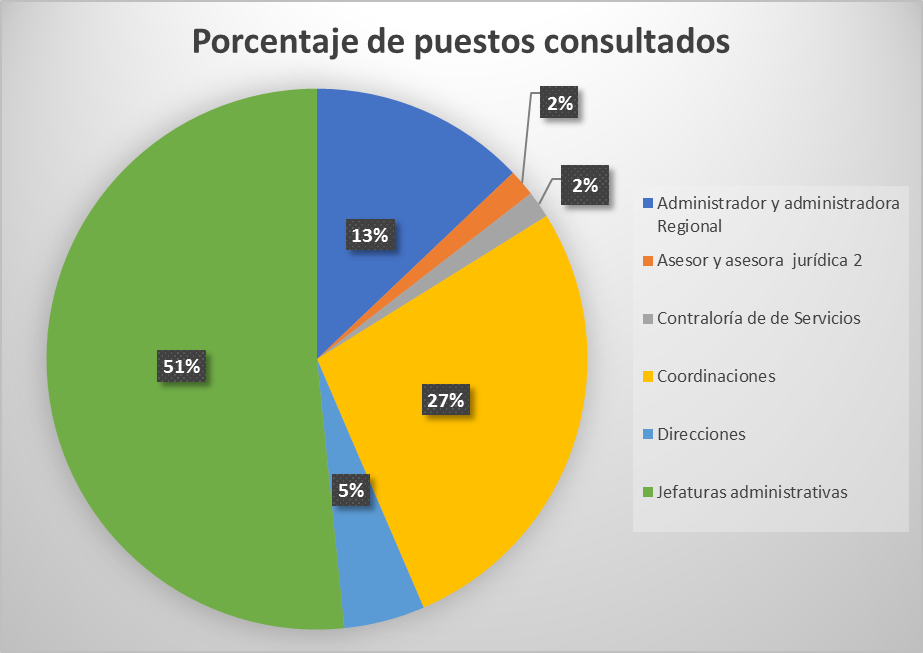 Porcentaje de puestos consultados
2%
2%
13%
51%
27%
5%
Administrador y administradora
Regional
Asesor y asesora  jurídica 2
Contraloría de de Servicios
Coordinaciones
Direcciones
Jefaturas administrativas